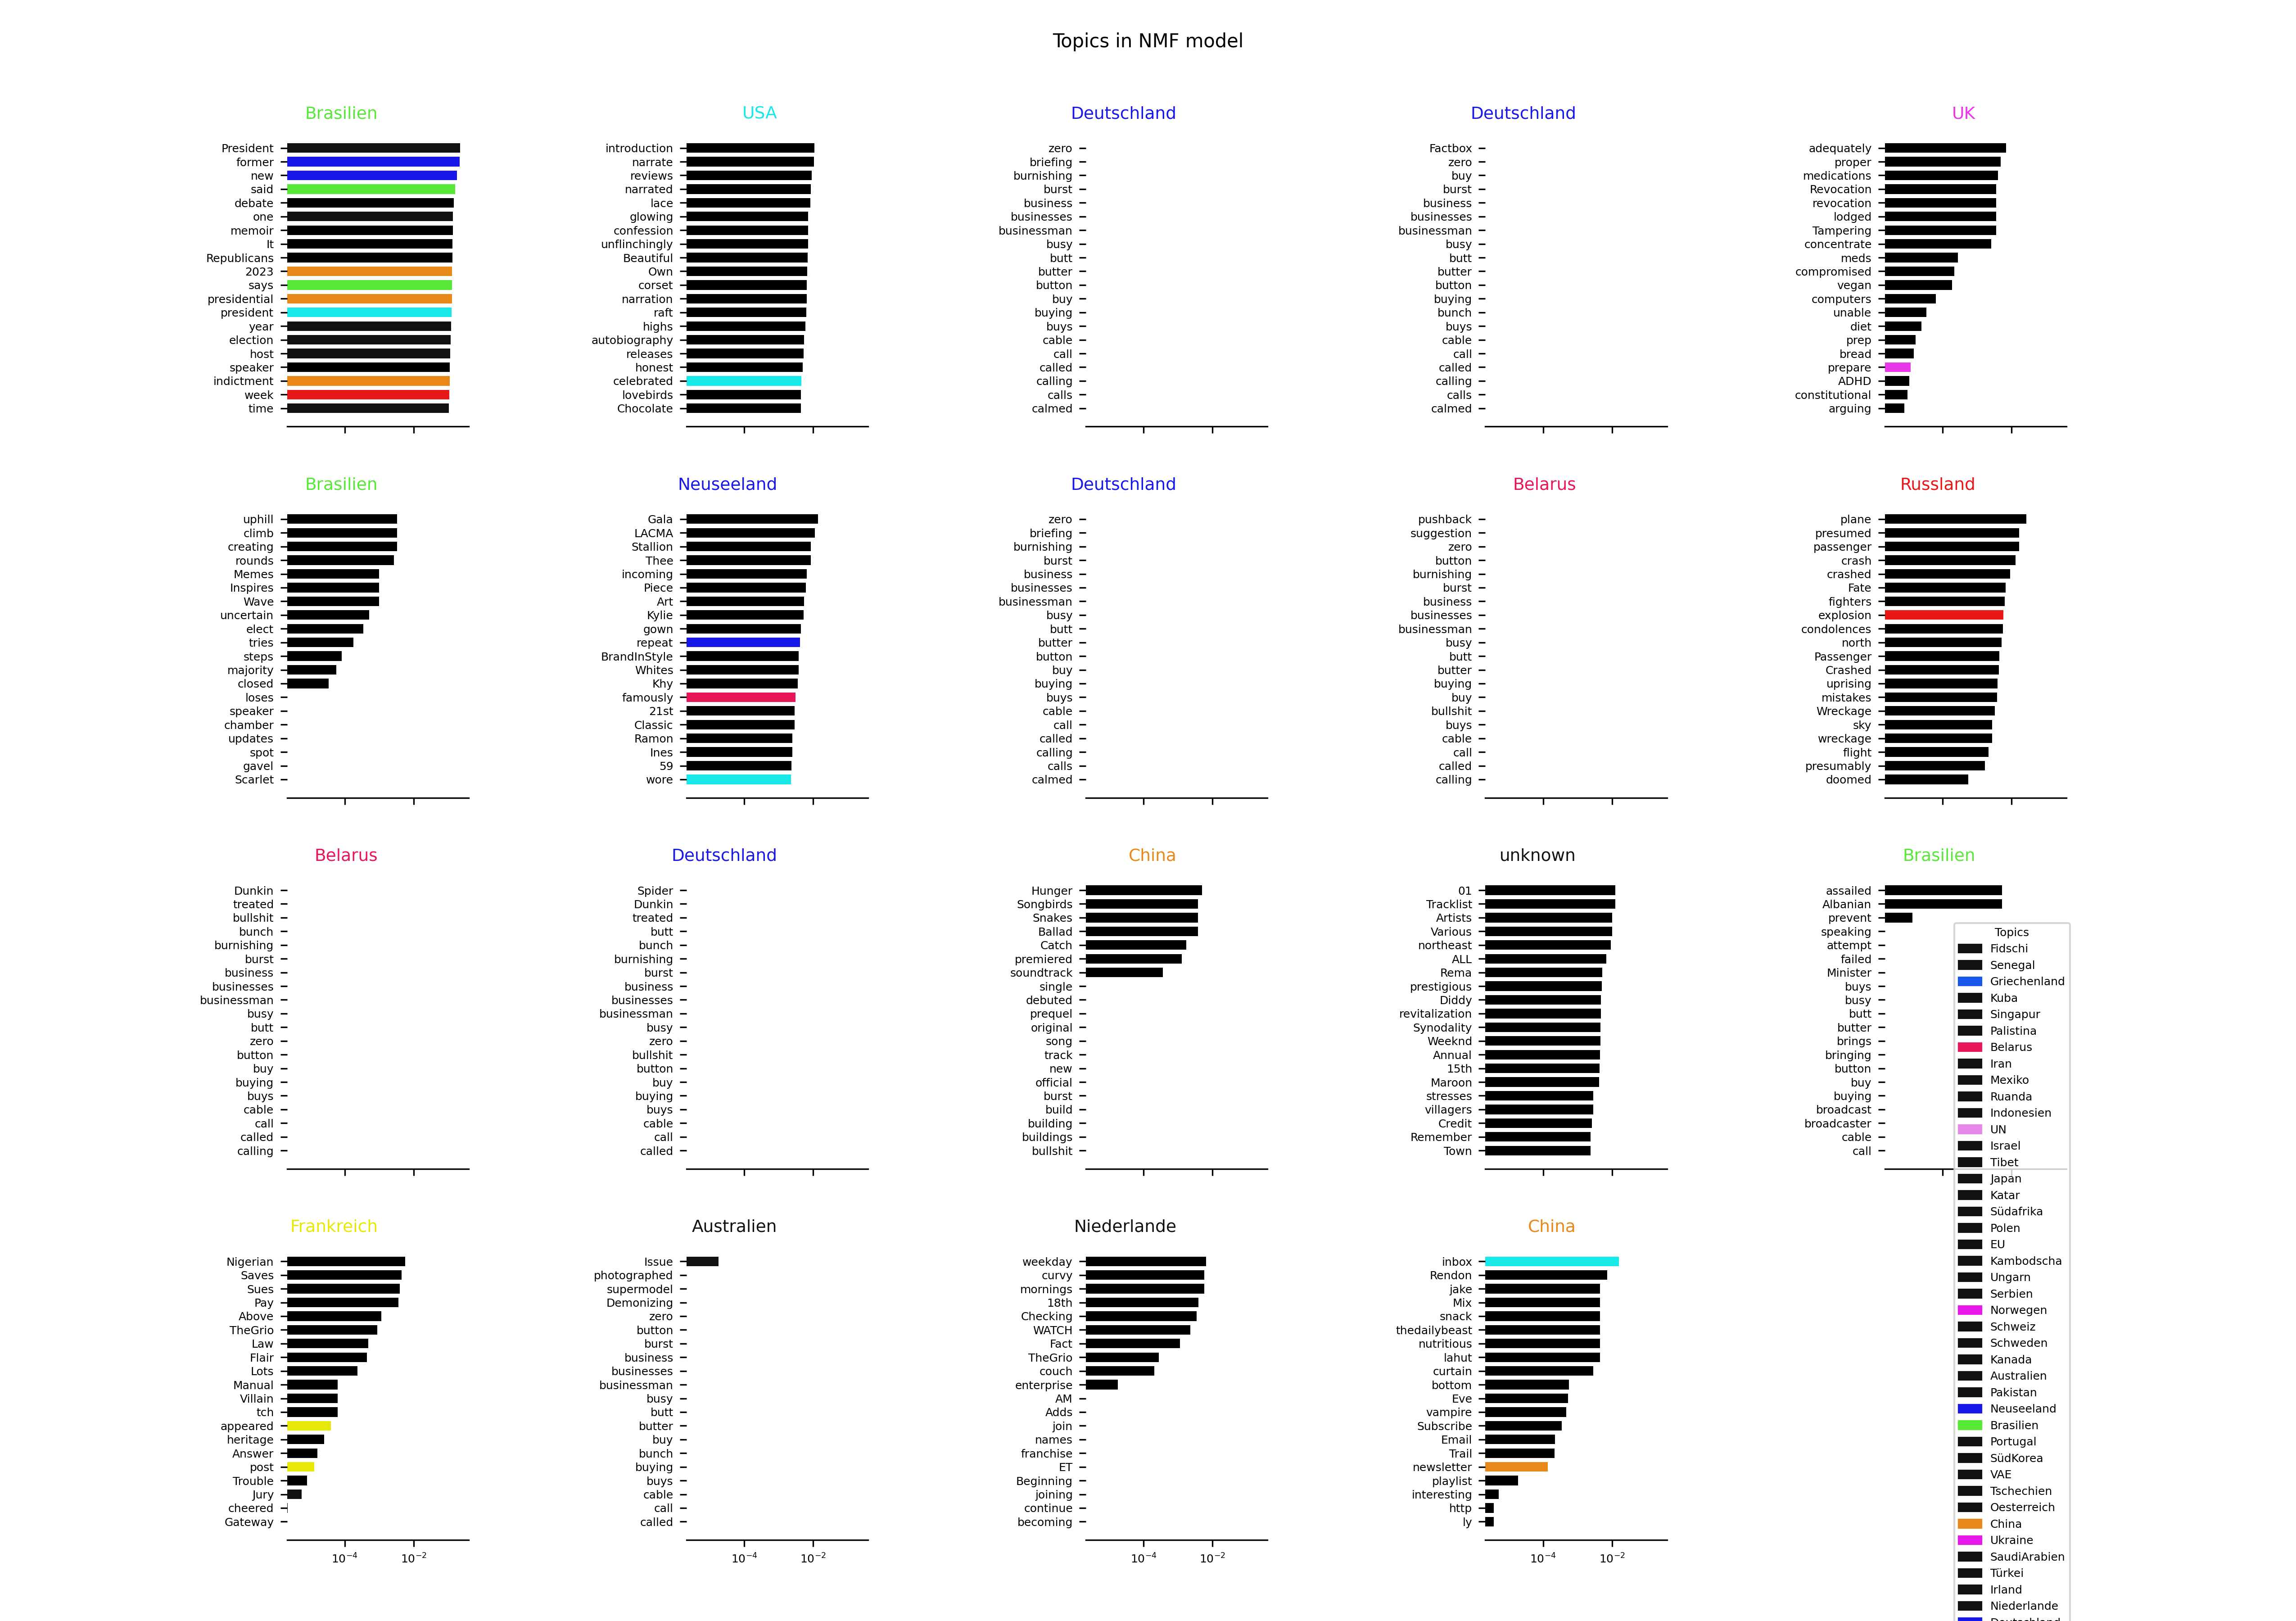 Topics in NMF model
Brasilien
President
former
new
said
debate
one
memoir
It
Republicans
2023
says
presidential
president
year
election
host
speaker
indictment
week
time
USA
introduction
narrate
reviews
narrated
lace
glowing
confession
unflinchingly
Beautiful
Own
corset
narration
raft
highs
autobiography
releases
honest
celebrated
lovebirds
Chocolate
Deutschland
zero
briefing
burnishing
burst
business
businesses
businessman
busy
butt
butter
button
buy
buying
buys
cable
call
called
calling
calls
calmed
Deutschland
Factbox
zero
buy
burst
business
businesses
businessman
busy
butt
butter
button
buying
bunch
buys
cable
call
called
calling
calls
calmed
UK
adequately
proper
medications
Revocation
revocation
lodged
Tampering
concentrate
meds
compromised
vegan
computers
unable
diet
prep
bread
prepare
ADHD
constitutional
arguing
Brasilien
uphill
climb
creating
rounds
Memes
Inspires
Wave
uncertain
elect
tries
steps
majority
closed
loses
speaker
chamber
updates
spot
gavel
Scarlet
Neuseeland
Gala
LACMA
Stallion
Thee
incoming
Piece
Art
Kylie
gown
repeat
BrandInStyle
Whites
Khy
famously
21st
Classic
Ramon
Ines
59
wore
Deutschland
zero
briefing
burnishing
burst
business
businesses
businessman
busy
butt
butter
button
buy
buying
buys
cable
call
called
calling
calls
calmed
Belarus
pushback
suggestion
zero
button
burnishing
burst
business
businesses
businessman
busy
butt
butter
buying
buy
bullshit
buys
cable
call
called
calling
Russland
plane
presumed
passenger
crash
crashed
Fate
fighters
explosion
condolences
north
Passenger
Crashed
uprising
mistakes
Wreckage
sky
wreckage
flight
presumably
doomed
Belarus
Dunkin
treated
bullshit
bunch
burnishing
burst
business
businesses
businessman
busy
butt
zero
button
buy
buying
buys
cable
call
called
calling
Deutschland
Spider
Dunkin
treated
butt
bunch
burnishing
burst
business
businesses
businessman
busy
zero
bullshit
button
buy
buying
buys
cable
call
called
China
Hunger
Songbirds
Snakes
Ballad
Catch
premiered
soundtrack
single
debuted
prequel
original
song
track
new
official
burst
build
building
buildings
bullshit
unknown
01
Tracklist
Artists
Various
northeast
ALL
Rema
prestigious
Diddy
revitalization
Synodality
Weeknd
Annual
15th
Maroon
stresses
villagers
Credit
Remember
Town
Brasilien
assailed
Albanian
prevent
speaking
attempt
failed
Minister
buys
busy
butt
butter
brings
bringing
button
buy
buying
broadcast
broadcaster
cable
call
Frankreich
Nigerian
Saves
Sues
Pay
Above
TheGrio
Law
Flair
Lots
Manual
Villain
tch
appeared
heritage
Answer
post
Trouble
Jury
cheered
Gateway
10⁻⁴ 10⁻²
Australien
Issue
photographed
supermodel
Demonizing
zero
button
burst
business
businesses
businessman
busy
butt
butter
buy
bunch
buying
buys
cable
call
called
10⁻⁴ 10⁻²
Niederlande
weekday
curvy
mornings
18th
Checking
WATCH
Fact
TheGrio
couch
enterprise
AM
Adds
join
names
franchise
ET
Beginning
joining
continue
becoming
10⁻⁴ 10⁻²
China
inbox
Rendon
jake
Mix
snack
thedailybeast
nutritious
lahut
curtain
bottom
Eve
vampire
Subscribe
Email
Trail
newsletter
playlist
interesting
http
ly
10⁻⁴ 10⁻²
Topics
Fidschi
Senegal
Griechenland
Kuba
Singapur
Palistina
Belarus
Iran
Mexiko
Ruanda
Indonesien
UN
Israel
Tibet
Japan
Katar
Südafrika
Polen
EU
Kambodscha
Ungarn
Serbien
Norwegen
Schweiz
Schweden
Kanada
Australien
Pakistan
Neuseeland
Brasilien
Portugal
SüdKorea
VAE
Tschechien
Oesterreich
China
Ukraine
SaudiArabien
Türkei
Irland
Niederlande